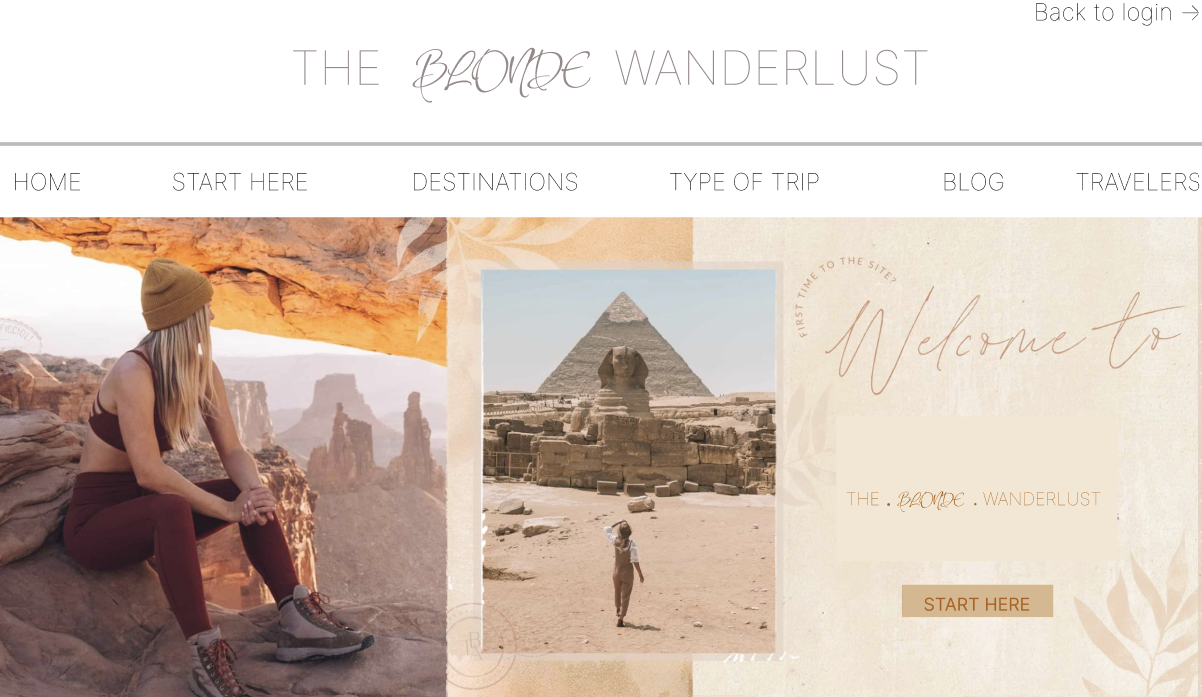 Back to login →
THE BLONDE WANDERLUST
HOME START HERE DESTINATIONS TYPE OF TRIP BLOG TRAVELERS
FIRST TIME TO THE SITE?
Welcome to
THE . BLONDE . WANDERLUST
START HERE